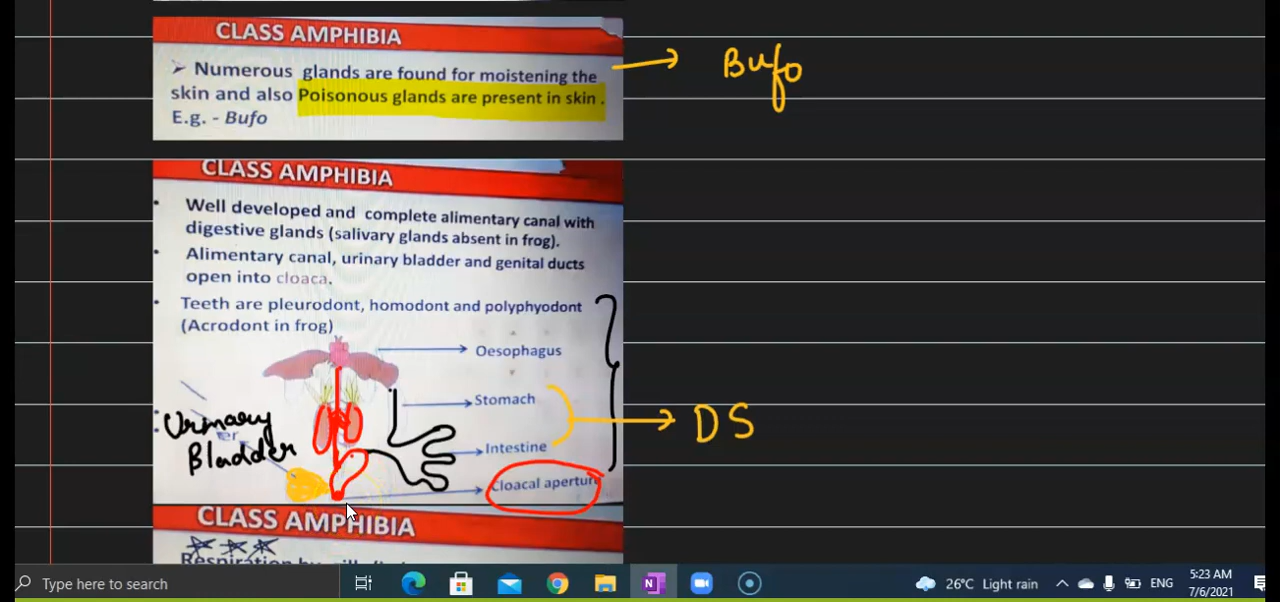 CLASS AMPHIBIA
➢ Numerous glands are found for moistening the
skin and also Poisonous glands are present in skin .
E.g. - Bufo
Bufo
CLASS AMPHIBIA
• Well developed and complete alimentary canal with
digestive glands (salivary glands absent in frog).
• Alimentary canal, urinary bladder and genital ducts
open into cloaca.
• Teeth are pleurodont, homodont and polyphyodont
(Acrodont in frog)
Oesophagus
Stomach
Urinary
Bladder
Intestine
DS
Cloacal aperture
CLASS AMPHIBIA
Type here to search
26°C Light rain
ENG
5:23 AM
7/6/2021